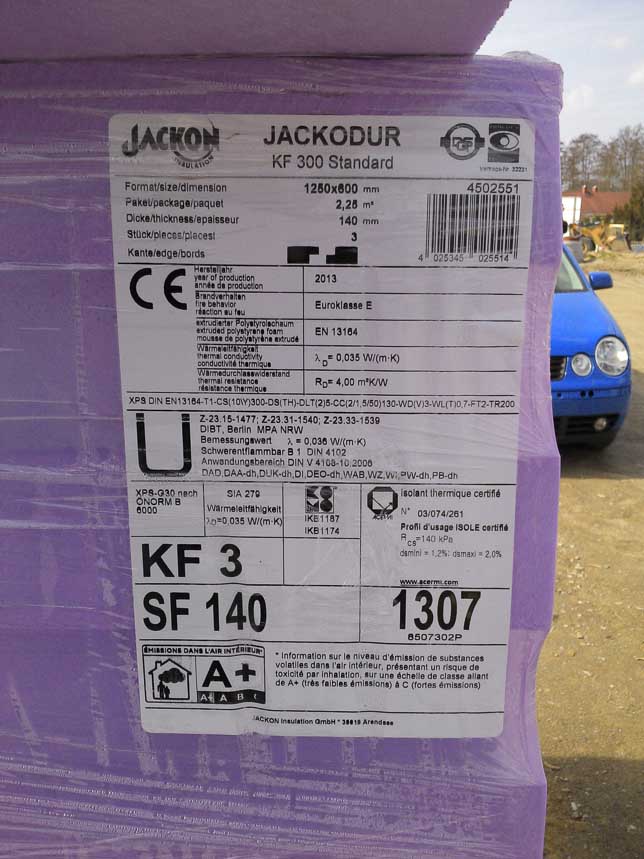 JACKON
INSULATION
JACKODUR
KF 300 Standard
Format/size/dimension 1250x600 mm
Paket/package/paquet 2,25 m²
Dicke/thickness/epaisseur 140 mm
Stück/pieces/places! 3
Kante/edge/bords
4502551
4 025345 025514
CE
Herstelljahr
year of production
année de production
2013
Brandverhalten
fire behavior
réaction au feu
Euroklasse E
extrudierter Polystyrolschaum
extruded polystyrene foam
mousse de polystyrène extrudé
EN 13164
Wärmeleitfähigkeit
thermal conductivity
conductivité thermique
λD= 0,035 W/(m·K)
Wärmedurchlasswiderstand
thermal resistance
résistance thermique
RD= 4,00 m²K/W
XPS DIN EN13164-T1-CS(10\Y)300-DS(TH)-DLT(2)5-CC(2/1,5/50)130-WD(V)3-WL(T)0,7-FT2-TR200
Ü
Z-23.15-1477; Z-23.31-1540; Z-23.33-1539
DIBT, Berlin MPA NRW
Bemessungswert λ = 0,036 W/(m·K)
Schwerentflammbar B 1 DIN 4102
Anwendungsbereich DIN V 4108-10:2008
DAD,DAA-dh,DUK-dh,DI,DEO-dh,WAB,WZ,WI,PW-dh,PB-dh
XPS-G30 nach
ÖNORM B
6000
SIA 279
Wärmeleitfähigkeit
λD=0,035 W/(m·K)
IKB1187
IKB1174
ACERMI
Isolant thermique certifié
N° 03/074/261
Profil d'usage ISOLE certifié
Rcs=140 kPa
dsmini = 1,2%; dsmaxi = 2,0%
www.acermi.com
KF 3
SF 140
1307
6507302P
ÉMISSIONS DANS L'AIR INTÉRIEUR*
A+
A+ A B C
* Information sur le niveau d'émission de substances
volatiles dans l'air intérieur, présentant un risque de
toxicité par inhalation, sur une échelle de classe allant
de A+ (très faibles émissions) à C (fortes émissions)
JACKON Insulation GmbH * 39619 Arendsee